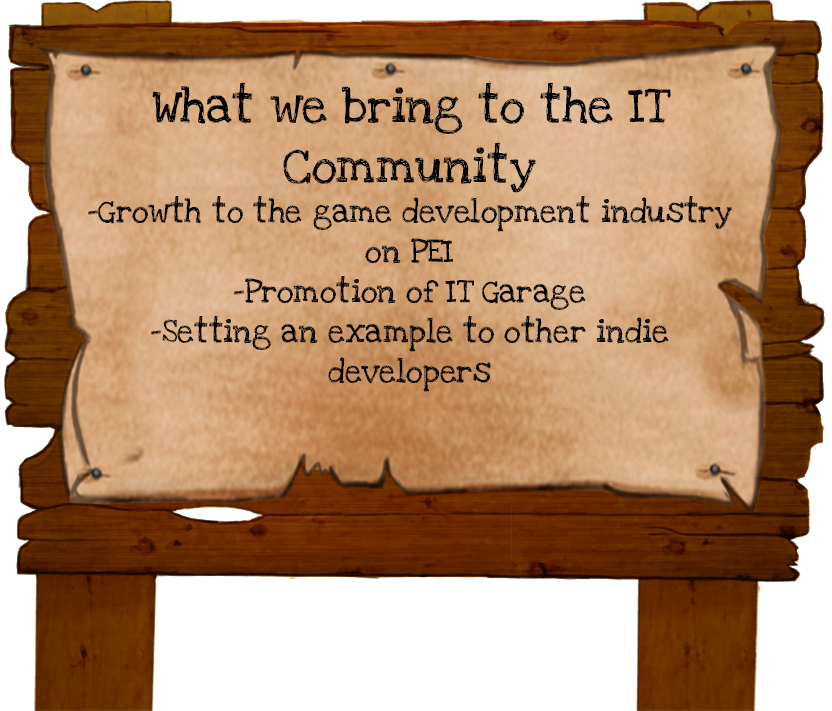 What we bring to the IT
Community
-Growth to the game development industry
on PEI
-Promotion of IT Garage
-Setting an example to other indie
developers